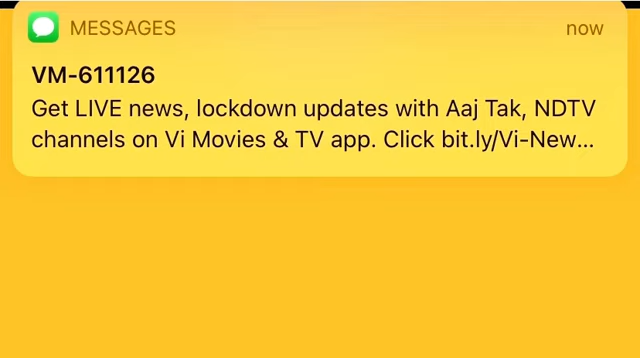 MESSAGES now
VM-611126
Get LIVE news, lockdown updates with Aaj Tak, NDTV
channels on Vi Movies & TV app. Click bit.ly/Vi-New...